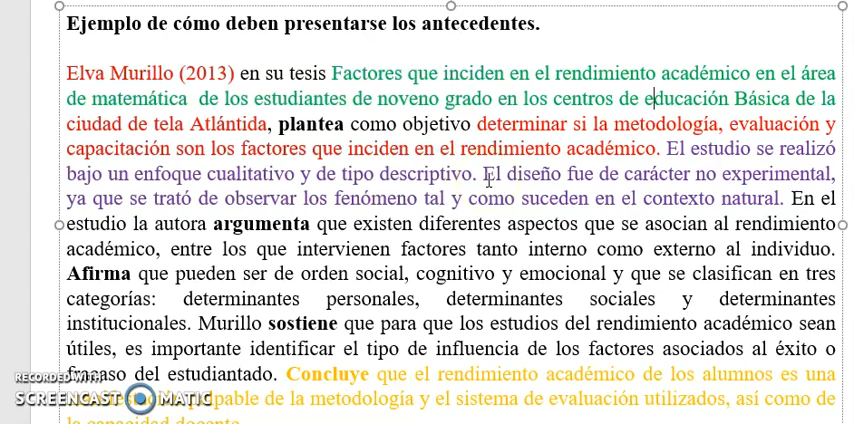 Ejemplo de cómo deben presentarse los antecedentes.
Elva Murillo (2013) en su tesis Factores que inciden en el rendimiento académico en el área
de matemática de los estudiantes de noveno grado en los centros de educación Básica de la
ciudad de tela Atlántida, plantea como objetivo determinar si la metodología, evaluación y
capacitación son los factores que inciden en el rendimiento académico. El estudio se realizó
bajo un enfoque cualitativo y de tipo descriptivo. El diseño fue de carácter no experimental,
ya que se trató de observar los fenómeno tal y como suceden en el contexto natural. En el
estudio la autora argumenta que existen diferentes aspectos que se asocian al rendimiento
académico, entre los que intervienen factores tanto interno como externo al individuo.
Afirma que pueden ser de orden social, cognitivo y emocional y que se clasifican en tres
categorías: determinantes personales, determinantes sociales y determinantes
institucionales. Murillo sostiene que para que los estudios del rendimiento académico sean
útiles, es importante identificar el tipo de influencia de los factores asociados al éxito o
fracaso del estudiantado. Concluye que el rendimiento académico de los alumnos es una
RECORDED WITH
SCREENCAST MATIC
de la metodología y el sistema de evaluación utilizados, así como de
la capacidad docente.